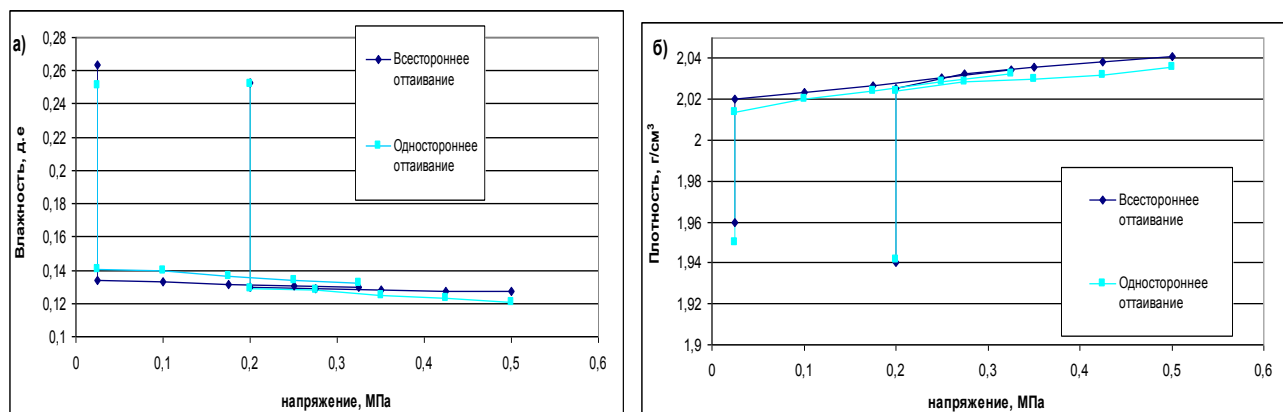 а)
0,28
0,26
0,24
0,22
0,2
0,18
0,16
0,14
0,12
0,1
Влажность, д.е
0
0,1
0,2
0,3
0,4
0,5
0,6
напряжение, МПа
Всестороннее
оттаивание
Одностороннее
оттаивание
б)
2,04
2,02
2
1,98
1,96
1,94
1,92
1,9
Плотность, г/см³
0
0,1
0,2
0,3
0,4
0,5
0,6
напряжение, МПа
Всестороннее
оттаивание
Одностороннее
оттаивание